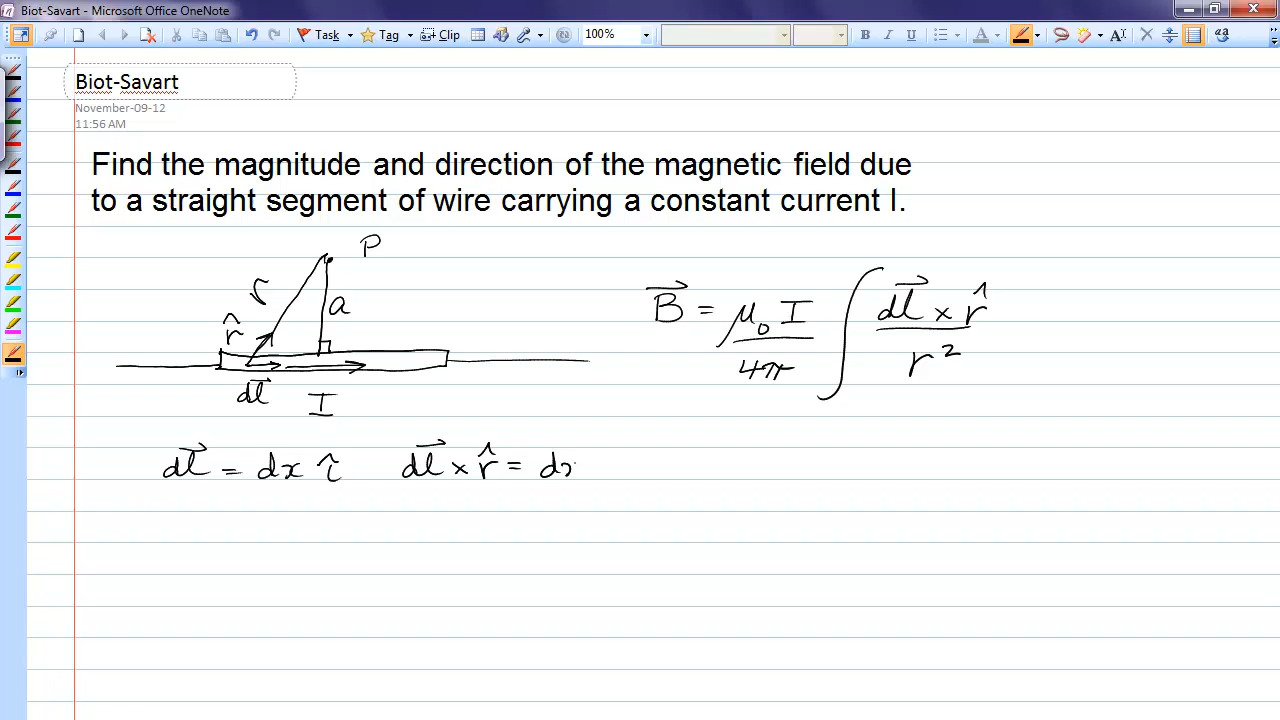 Biot-Savart - Microsoft Office OneNote
Task Tag Clip 100% B I U A A
Biot-Savart
November-09-12
11:56 AM
Find the magnitude and direction of the magnetic field due
to a straight segment of wire carrying a constant current I.
P
r
a
r̂
dl⃗
I
B⃗ = μ₀ I / 4π ∫ dl⃗ × r̂ / r²
dl⃗ = dx î dl⃗ × r̂ = dx